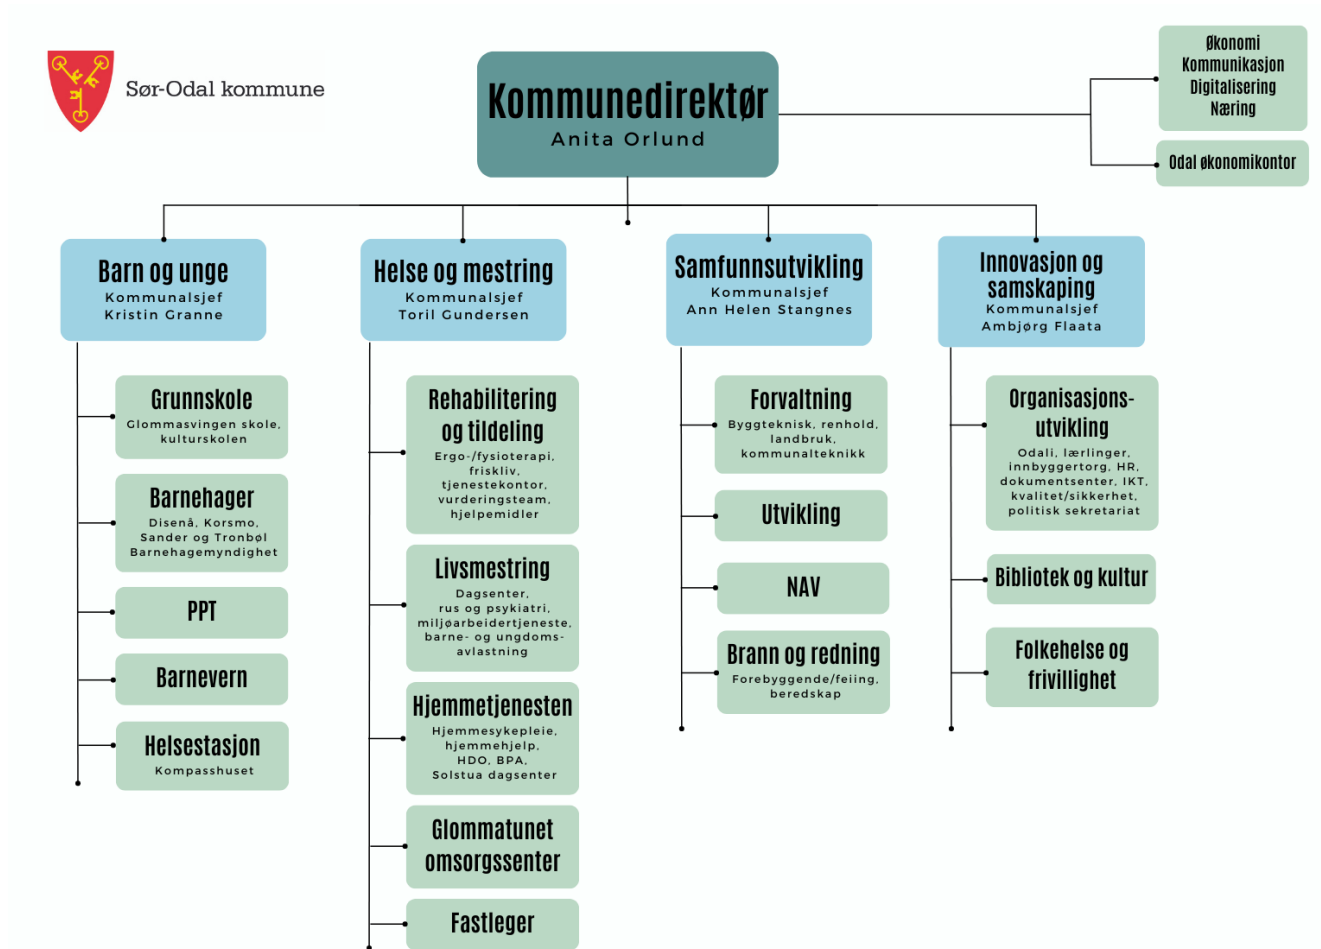 Sør-Odal kommune
Kommunedirektør
Anita Orlund
Økonomi
Kommunikasjon
Digitalisering
Næring
Odal økonomikontor
Barn og unge
Kommunalsjef
Kristin Granne
Grunnskole
Glommasvingen skole,
kulturskolen
Barnehager
Disenå, Korsmo,
Sander og Tronbøl
Barnehagemyndighet
PPT
Barnevern
Helsestasjon
Kompasshuset
Helse og mestring
Kommunalsjef
Toril Gundersen
Rehabilitering
og tildeling
Ergo-/fysioterapi,
friskliv,
tjenestekontor,
vurderingsteam,
hjelpemidler
Livsmestring
Dagsenter,
rus og psykiatri,
miljøarbeidertjeneste,
barne- og ungdoms-
avlastning
Hjemmetjenesten
Hjemmesykepleie,
hjemmehjelp,
HDO, BPA,
Solstua dagsenter
Glommatunet
omsorgssenter
Fastleger
Samfunnsutvikling
Kommunalsjef
Ann Helen Stangnes
Forvaltning
Byggteknisk, renhold,
landbruk,
kommunalteknikk
Utvikling
NAV
Brann og redning
Forebyggende/feiing,
beredskap
Innovasjon og
samskaping
Kommunalsjef
Ambjørg Flaata
Organisasjons-
utvikling
Odali, lærlinger,
innbyggertorg, HR,
dokumentsenter, IKT,
kvalitet/sikkerhet,
politisk sekretariat
Bibliotek og kultur
Folkehelse og
frivillighet